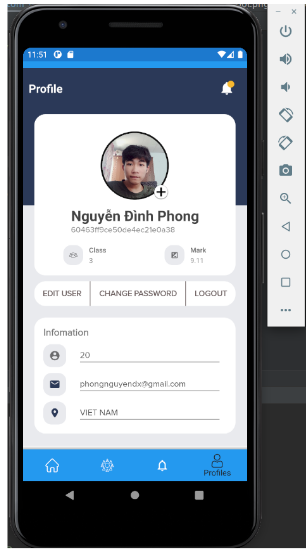 11:51
Profile
Nguyễn Đình Phong
Class
3
Mark
9.11
EDIT USER
CHANGE PASSWORD
LOGOUT
Infomation
20
phongnguyendx@gmail.com
VIET NAM
Profiles